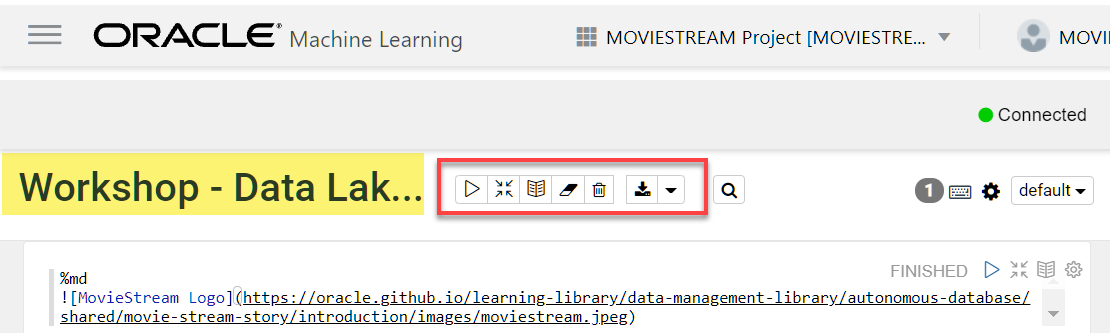 ORACLE® Machine Learning
MOVIESTREAM Project [MOVIESTRE...
MOVI
Connected
Workshop - Data Lak...
1
default
FINISHED
%md
![MovieStream Logo](https://oracle.github.io/learning-library/data-management-library/autonomous-database/
shared/movie-stream-story/introduction/images/moviestream.jpeg)